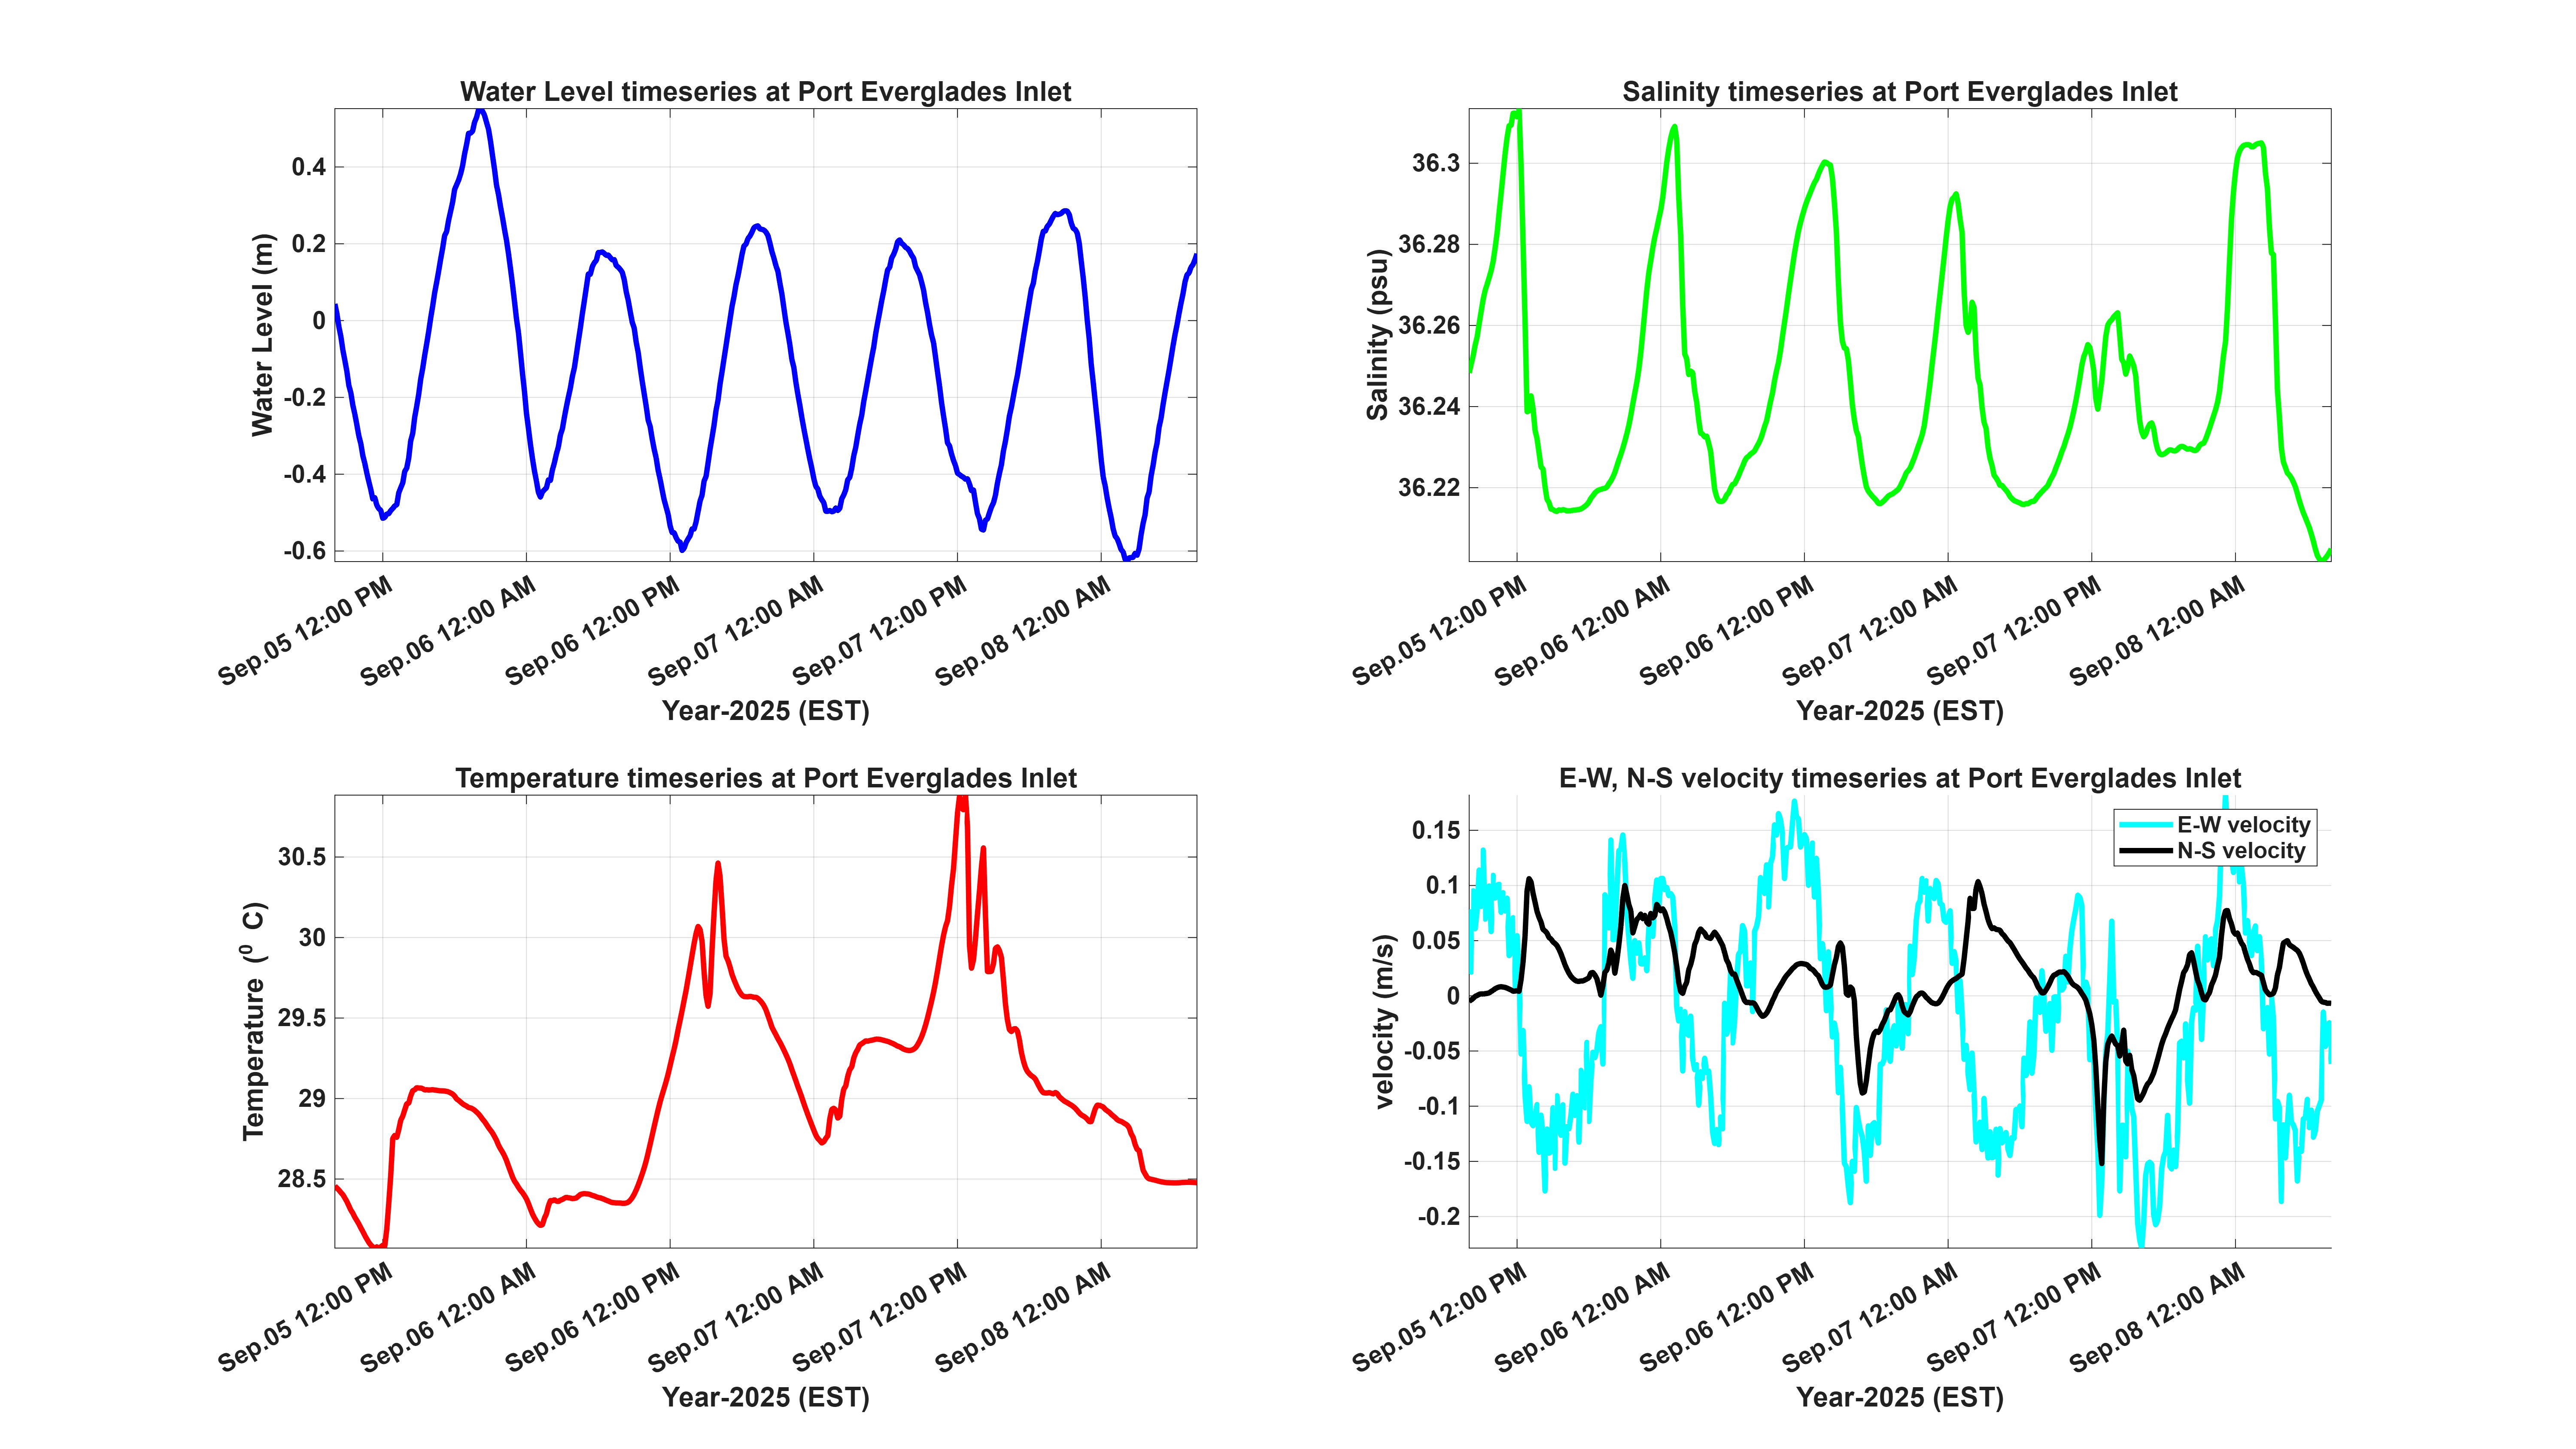 Water Level timeseries at Port Everglades Inlet
Water Level (m)
0.4
0.2
0
-0.2
-0.4
-0.6
Sep.05 12:00 PM
Sep.06 12:00 AM
Sep.06 12:00 PM
Sep.07 12:00 AM
Sep.07 12:00 PM
Sep.08 12:00 AM
Year-2025 (EST)
Salinity timeseries at Port Everglades Inlet
Salinity (psu)
36.3
36.28
36.26
36.24
36.22
Sep.05 12:00 PM
Sep.06 12:00 AM
Sep.06 12:00 PM
Sep.07 12:00 AM
Sep.07 12:00 PM
Sep.08 12:00 AM
Year-2025 (EST)
Temperature timeseries at Port Everglades Inlet
Temperature (⁰ C)
30.5
30
29.5
29
28.5
Sep.05 12:00 PM
Sep.06 12:00 AM
Sep.06 12:00 PM
Sep.07 12:00 AM
Sep.07 12:00 PM
Sep.08 12:00 AM
Year-2025 (EST)
E-W, N-S velocity timeseries at Port Everglades Inlet
velocity (m/s)
0.15
0.1
0.05
0
-0.05
-0.1
-0.15
-0.2
E-W velocity
N-S velocity
Sep.05 12:00 PM
Sep.06 12:00 AM
Sep.06 12:00 PM
Sep.07 12:00 AM
Sep.07 12:00 PM
Sep.08 12:00 AM
Year-2025 (EST)